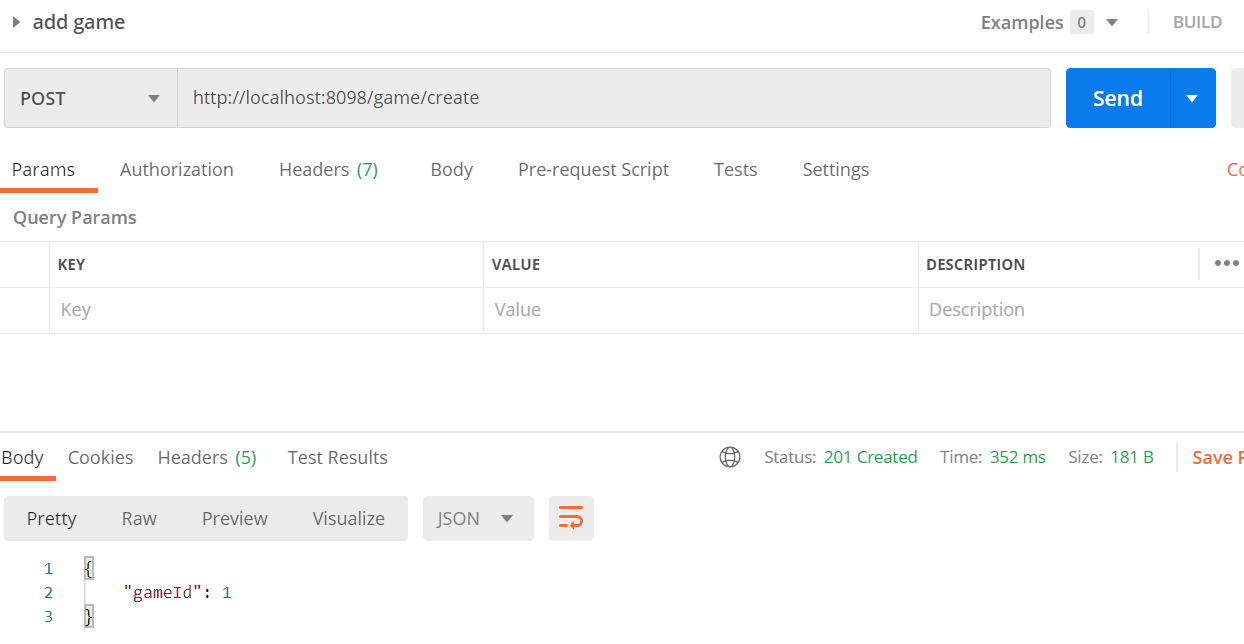 add game Examples 0 BUILD
POST http://localhost:8098/game/create Send
Params Authorization Headers (7) Body Pre-request Script Tests Settings
Query Params
KEY VALUE DESCRIPTION
Key Value Description
Body Cookies Headers (5) Test Results Status: 201 Created Time: 352 ms Size: 181 B Save
Pretty Raw Preview Visualize JSON
1 {
2 "gameId": 1
3 }